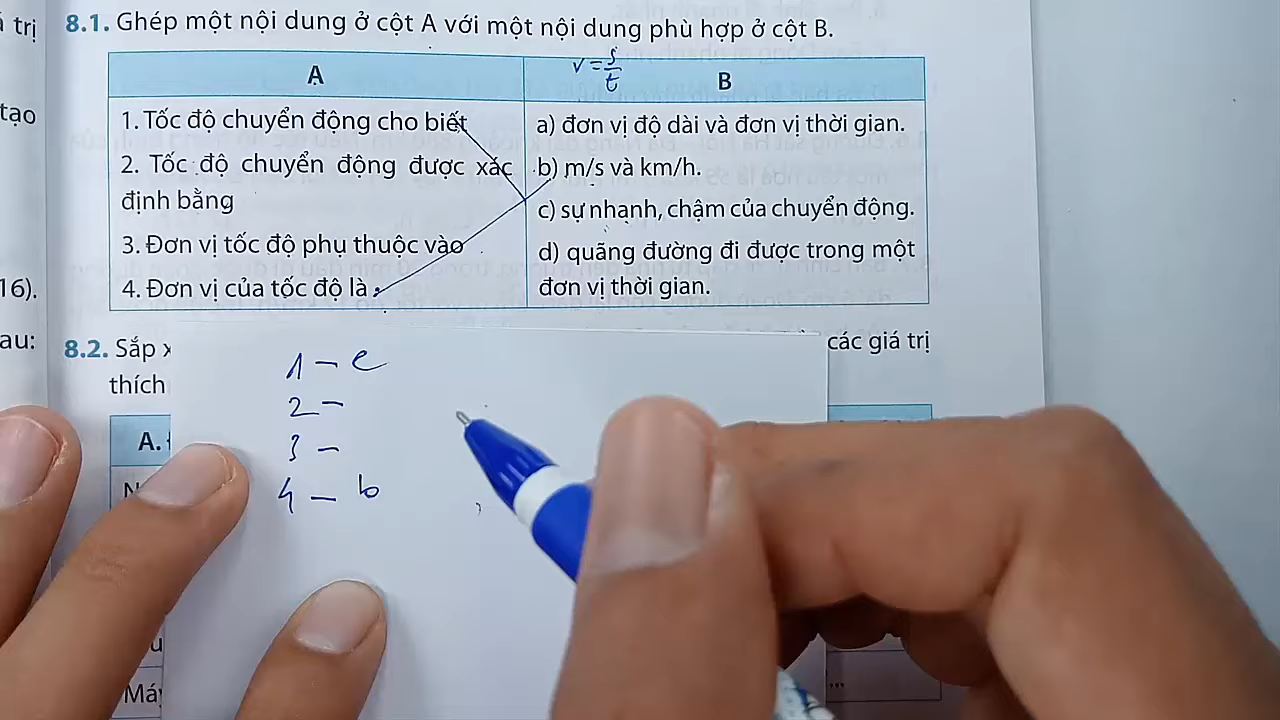 ả trị
8.1. Ghép một nội dung ở cột A với một nội dung phù hợp ở cột B.
v = s/t
A
B
tạo
1. Tốc độ chuyển động cho biết
2. Tốc độ chuyển động được xác
định bằng
3. Đơn vị tốc độ phụ thuộc vào
4. Đơn vị của tốc độ là
a) đơn vị độ dài và đơn vị thời gian.
b) m/s và km/h.
c) sự nhanh, chậm của chuyển động.
d) quãng đường đi được trong một
đơn vị thời gian.
16).
au:
8.2. Sắp x
các giá trị
thích
1 – c
2 –
3 –
4 – b
A.
N
u
Máy
...